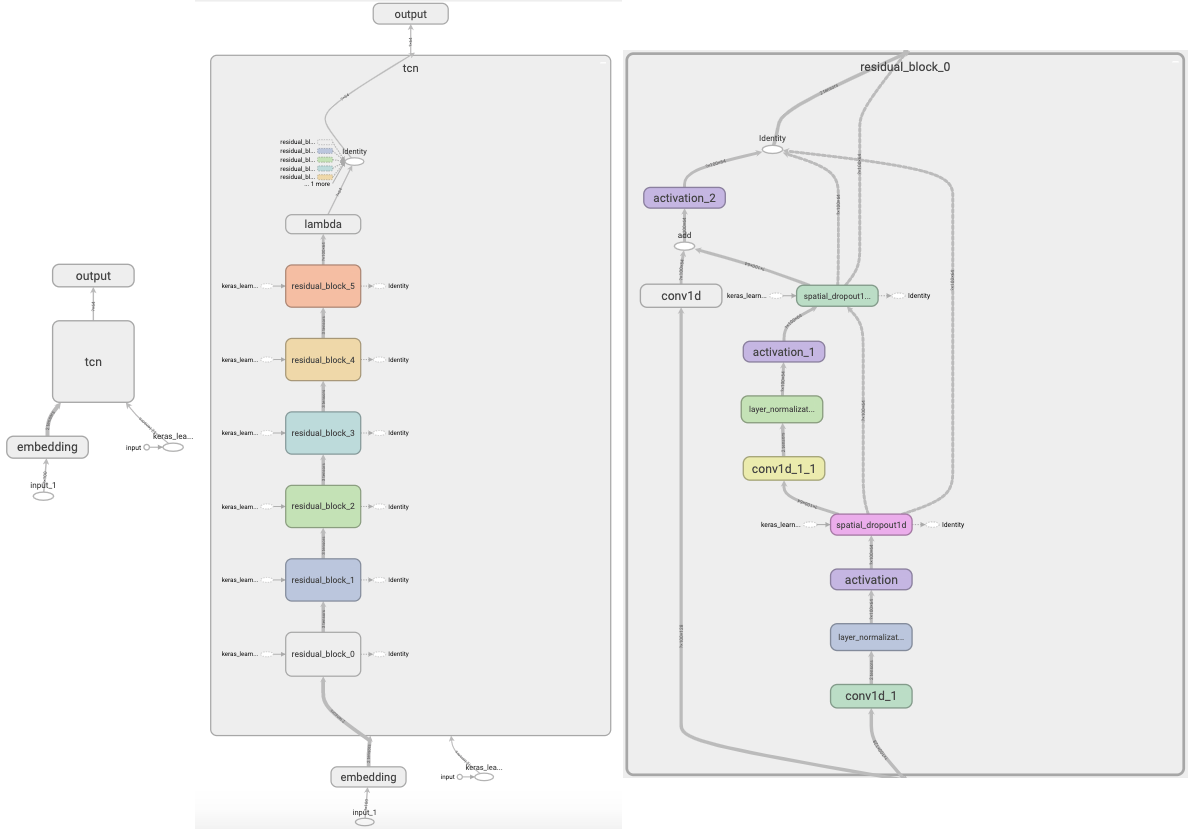 output
tcn
embedding
keras_lea...
input
input_1
output
tcn
residual_bl...
residual_bl...
residual_bl...
residual_bl...
residual_bl...
... 1 more
Identity
lambda
keras_learn...
residual_block_5
Identity
keras_learn...
residual_block_4
Identity
keras_learn...
residual_block_3
Identity
keras_learn...
residual_block_2
Identity
keras_learn...
residual_block_1
Identity
keras_learn...
residual_block_0
Identity
embedding
keras_lea...
input
input_1
residual_block_0
Identity
activation_2
add
conv1d
keras_learn...
spatial_dropout1...
Identity
activation_1
layer_normalizat...
conv1d_1_1
keras_learn...
spatial_dropout1d
Identity
activation
layer_normalizat...
conv1d_1